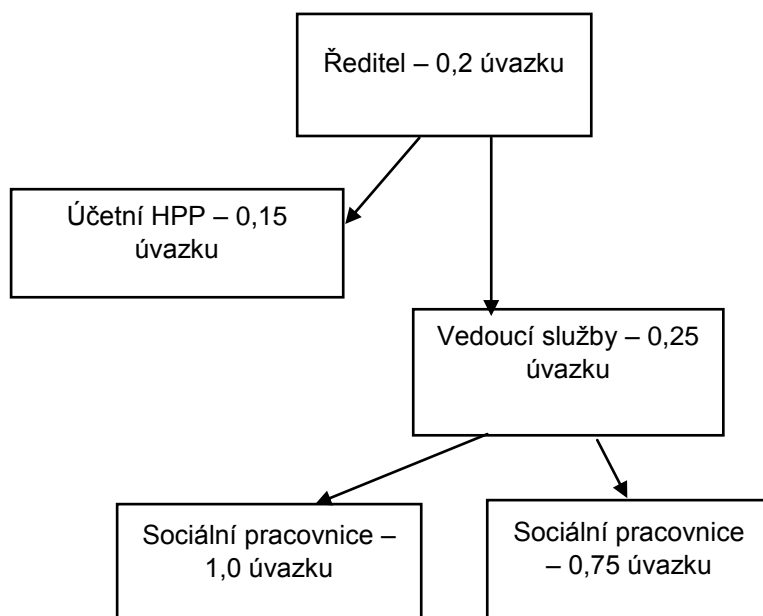 Ředitel – 0,2 úvazku
Účetní HPP – 0,15
úvazku
Vedoucí služby – 0,25
úvazku
Sociální pracovnice –
1,0 úvazku
Sociální pracovnice
– 0,75 úvazku